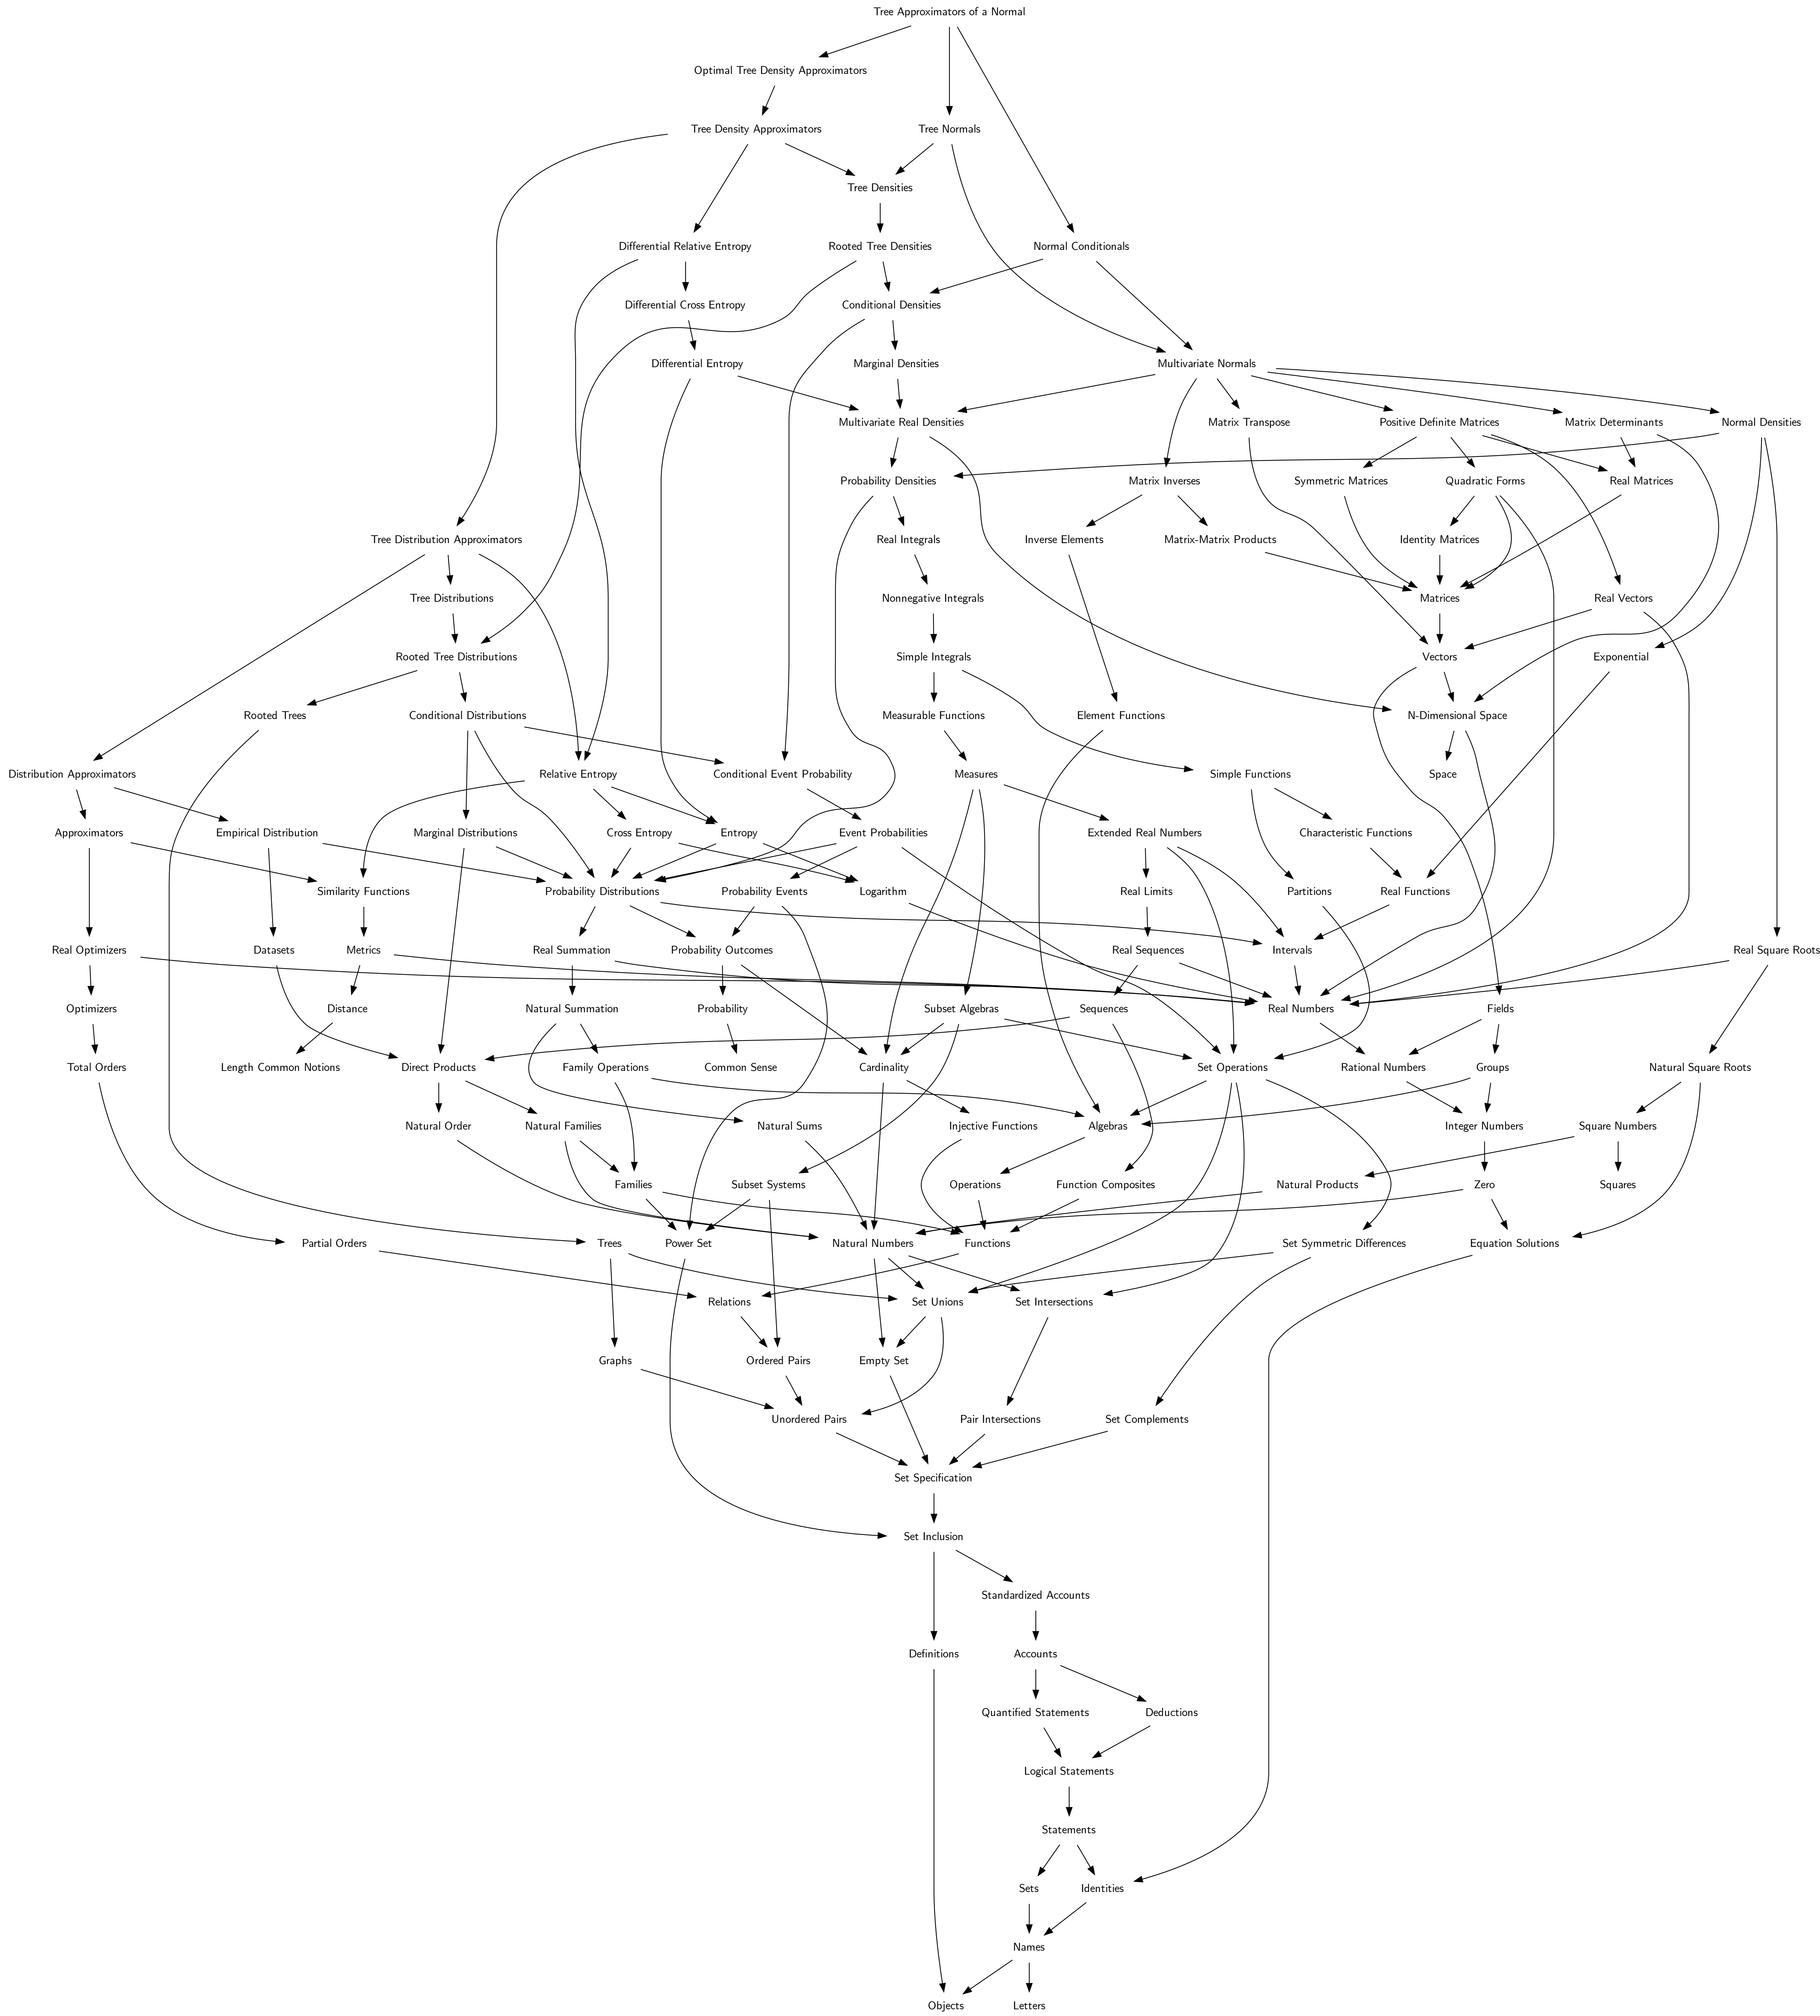 Tree Approximators of a Normal
Optimal Tree Density Approximators
Tree Density Approximators
Tree Normals
Tree Densities
Differential Relative Entropy
Rooted Tree Densities
Normal Conditionals
Differential Cross Entropy
Conditional Densities
Differential Entropy
Marginal Densities
Multivariate Normals
Multivariate Real Densities
Matrix Transpose
Positive Definite Matrices
Matrix Determinants
Normal Densities
Probability Densities
Matrix Inverses
Symmetric Matrices
Quadratic Forms
Real Matrices
Tree Distribution Approximators
Real Integrals
Inverse Elements
Matrix-Matrix Products
Identity Matrices
Tree Distributions
Nonnegative Integrals
Matrices
Real Vectors
Rooted Tree Distributions
Simple Integrals
Vectors
Exponential
Rooted Trees
Conditional Distributions
Measurable Functions
Element Functions
N-Dimensional Space
Distribution Approximators
Relative Entropy
Conditional Event Probability
Measures
Simple Functions
Space
Approximators
Empirical Distribution
Marginal Distributions
Cross Entropy
Entropy
Event Probabilities
Extended Real Numbers
Characteristic Functions
Similarity Functions
Probability Distributions
Probability Events
Logarithm
Real Limits
Partitions
Real Functions
Real Optimizers
Datasets
Metrics
Real Summation
Probability Outcomes
Real Sequences
Intervals
Real Square Roots
Optimizers
Distance
Natural Summation
Probability
Subset Algebras
Sequences
Real Numbers
Fields
Total Orders
Length Common Notions
Direct Products
Family Operations
Common Sense
Cardinality
Set Operations
Rational Numbers
Groups
Natural Square Roots
Natural Order
Natural Families
Natural Sums
Injective Functions
Algebras
Integer Numbers
Square Numbers
Families
Subset Systems
Operations
Function Composites
Natural Products
Zero
Squares
Partial Orders
Trees
Power Set
Natural Numbers
Functions
Set Symmetric Differences
Equation Solutions
Relations
Set Unions
Set Intersections
Graphs
Ordered Pairs
Empty Set
Unordered Pairs
Pair Intersections
Set Complements
Set Specification
Set Inclusion
Standardized Accounts
Definitions
Accounts
Quantified Statements
Deductions
Logical Statements
Statements
Sets
Identities
Names
Objects
Letters